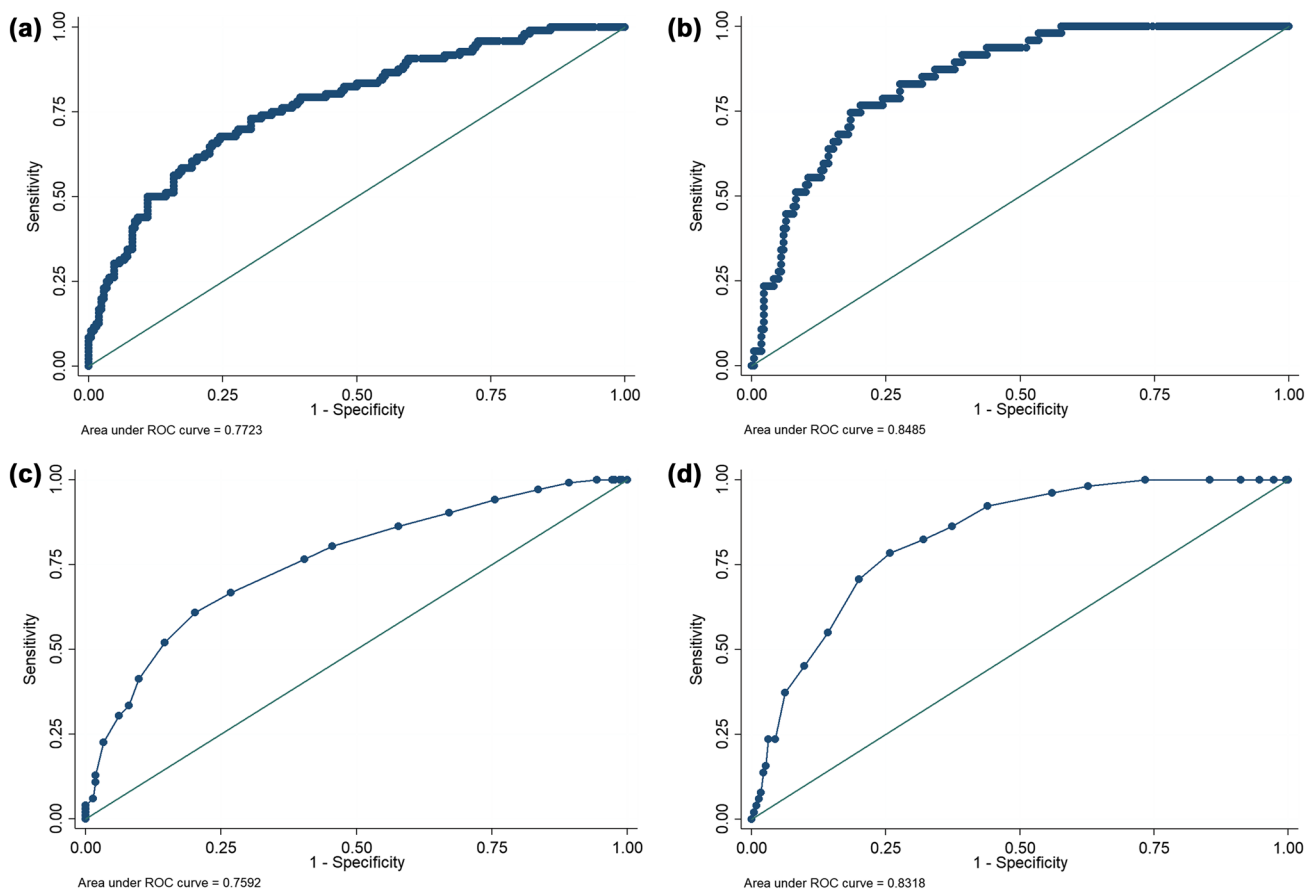 (a)
1.00
0.75
0.50
0.25
0.00
Sensitivity
0.00 0.25 0.50 0.75 1.00
1 - Specificity
Area under ROC curve = 0.7723
(b)
1.00
0.75
0.50
0.25
0.00
Sensitivity
0.00 0.25 0.50 0.75 1.00
1 - Specificity
Area under ROC curve = 0.8485
(c)
1.00
0.75
0.50
0.25
0.00
Sensitivity
0.00 0.25 0.50 0.75 1.00
1 - Specificity
Area under ROC curve = 0.7592
(d)
1.00
0.75
0.50
0.25
0.00
Sensitivity
0.00 0.25 0.50 0.75 1.00
1 - Specificity
Area under ROC curve = 0.8318